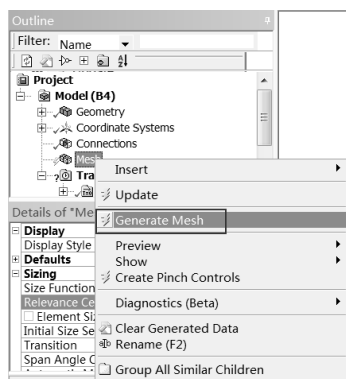 Outline
Filter: Name
Project
Model (B4)
Geometry
Coordinate Systems
Connections
Mesh
Tra
Insert
Update
Generate Mesh
Preview
Show
Create Pinch Controls
Diagnostics (Beta)
Clear Generated Data
Rename (F2)
Group All Similar Children
Details of "Me
Display
Display Style
Defaults
Sizing
Size Function
Relevance Ce
Element Siz
Initial Size Se
Transition
Span Angle C